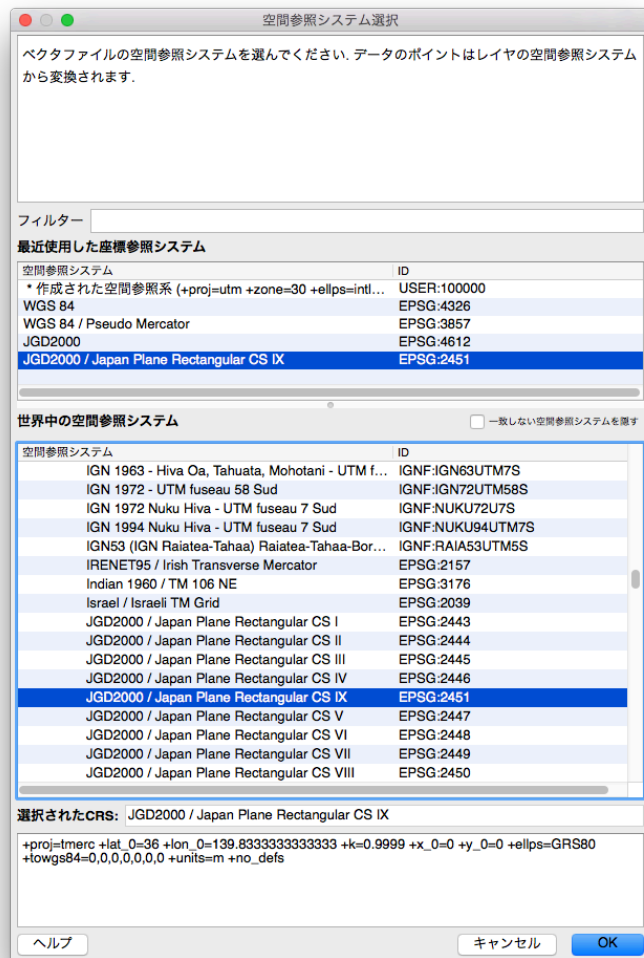 空間参照システム選択
ベクタファイルの空間参照システムを選んでください. データのポイントはレイヤの空間参照システム
から変換されます.
フィルター
最近使用した座標参照システム
空間参照システム ID
* 作成された空間参照系 (+proj=utm +zone=30 +ellps=intl... USER:100000
WGS 84 EPSG:4326
WGS 84 / Pseudo Mercator EPSG:3857
JGD2000 EPSG:4612
JGD2000 / Japan Plane Rectangular CS IX EPSG:2451
世界中の空間参照システム 一致しない空間参照システムを隠す
空間参照システム ID
IGN 1963 - Hiva Oa, Tahuata, Mohotani - UTM f... IGNF:IGN63UTM7S
IGN 1972 - UTM fuseau 58 Sud IGNF:IGN72UTM58S
IGN 1972 Nuku Hiva - UTM fuseau 7 Sud IGNF:NUKU72U7S
IGN 1994 Nuku Hiva - UTM fuseau 7 Sud IGNF:NUKU94UTM7S
IGN53 (IGN Raiatea-Tahaa) Raiatea-Tahaa-Bor... IGNF:RAIA53UTM5S
IRENET95 / Irish Transverse Mercator EPSG:2157
Indian 1960 / TM 106 NE EPSG:3176
Israel / Israeli TM Grid EPSG:2039
JGD2000 / Japan Plane Rectangular CS I EPSG:2443
JGD2000 / Japan Plane Rectangular CS II EPSG:2444
JGD2000 / Japan Plane Rectangular CS III EPSG:2445
JGD2000 / Japan Plane Rectangular CS IV EPSG:2446
JGD2000 / Japan Plane Rectangular CS IX EPSG:2451
JGD2000 / Japan Plane Rectangular CS V EPSG:2447
JGD2000 / Japan Plane Rectangular CS VI EPSG:2448
JGD2000 / Japan Plane Rectangular CS VII EPSG:2449
JGD2000 / Japan Plane Rectangular CS VIII EPSG:2450
選択されたCRS: JGD2000 / Japan Plane Rectangular CS IX
+proj=tmerc +lat_0=36 +lon_0=139.8333333333333 +k=0.9999 +x_0=0 +y_0=0 +ellps=GRS80
+towgs84=0,0,0,0,0,0,0 +units=m +no_defs
ヘルプ キャンセル OK